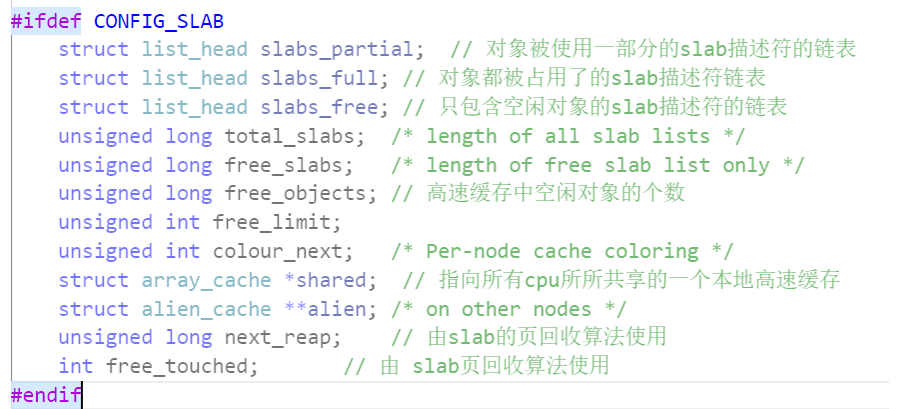 #ifdef CONFIG_SLAB
struct list_head slabs_partial; // 对象被使用一部分的slab描述符的链表
struct list_head slabs_full; // 对象都被占用了的slab描述符链表
struct list_head slabs_free; // 只包含空闲对象的slab描述符的链表
unsigned long total_slabs; /* length of all slab lists */
unsigned long free_slabs; /* length of free slab list only */
unsigned long free_objects; // 高速缓存中空闲对象的个数
unsigned int free_limit;
unsigned int colour_next; /* Per-node cache coloring */
struct array_cache *shared; // 指向所有cpu所所共享的一个本地高速缓存
struct alien_cache **alien; /* on other nodes */
unsigned long next_reap; // 由slab的页回收算法使用
int free_touched; // 由 slab页回收算法使用
#endif